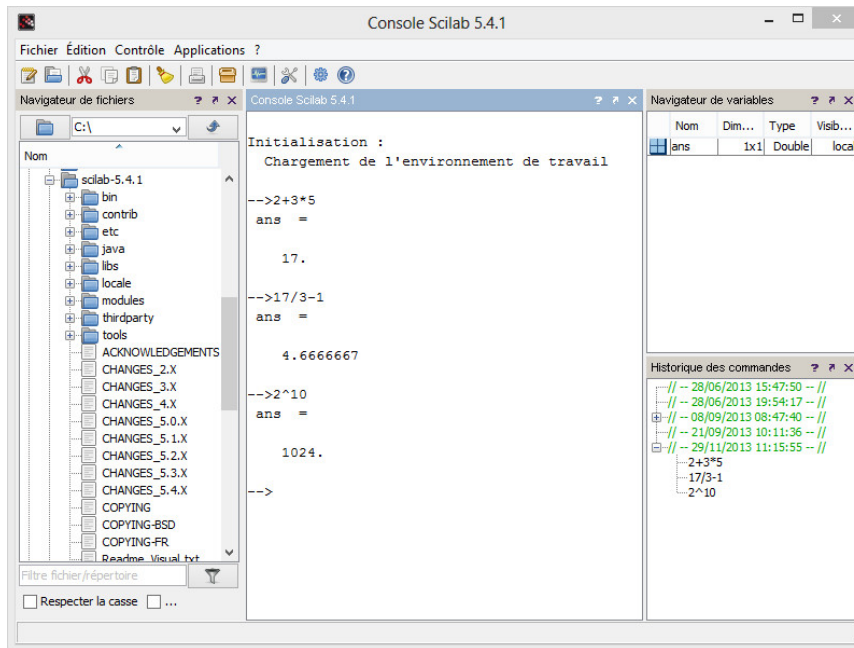 Console Scilab 5.4.1
Fichier Édition Contrôle Applications ?
Navigateur de fichiers
C:\
Nom
scilab-5.4.1
bin
contrib
etc
java
libs
locale
modules
thirdparty
tools
ACKNOWLEDGEMENTS
CHANGES_2.X
CHANGES_3.X
CHANGES_4.X
CHANGES_5.0.X
CHANGES_5.1.X
CHANGES_5.2.X
CHANGES_5.3.X
CHANGES_5.4.X
COPYING
COPYING-BSD
COPYING-FR
Readme_Visual.txt
Filtre fichier/répertoire
Respecter la casse ...
Console Scilab 5.4.1
Initialisation :
Chargement de l'environnement de travail
-->2+3*5
ans =
17.
-->17/3-1
ans =
4.6666667
-->2^10
ans =
1024.
-->
Navigateur de variables
Nom Dim... Type Visib...
ans 1x1 Double local
Historique des commandes
// -- 28/06/2013 15:47:50 -- //
// -- 28/06/2013 19:54:17 -- //
// -- 08/09/2013 08:47:40 -- //
// -- 21/09/2013 10:11:36 -- //
// -- 29/11/2013 11:15:55 -- //
2+3*5
17/3-1
2^10